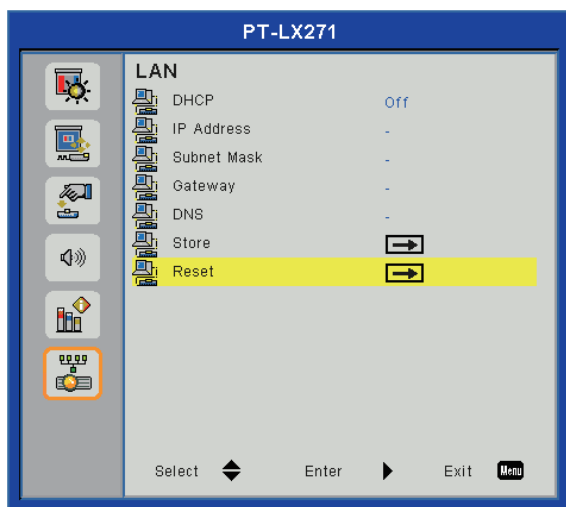 PT-LX271
LAN
DHCP Off
IP Address -
Subnet Mask -
Gateway -
DNS -
Store
Reset
Select Enter Exit Menu